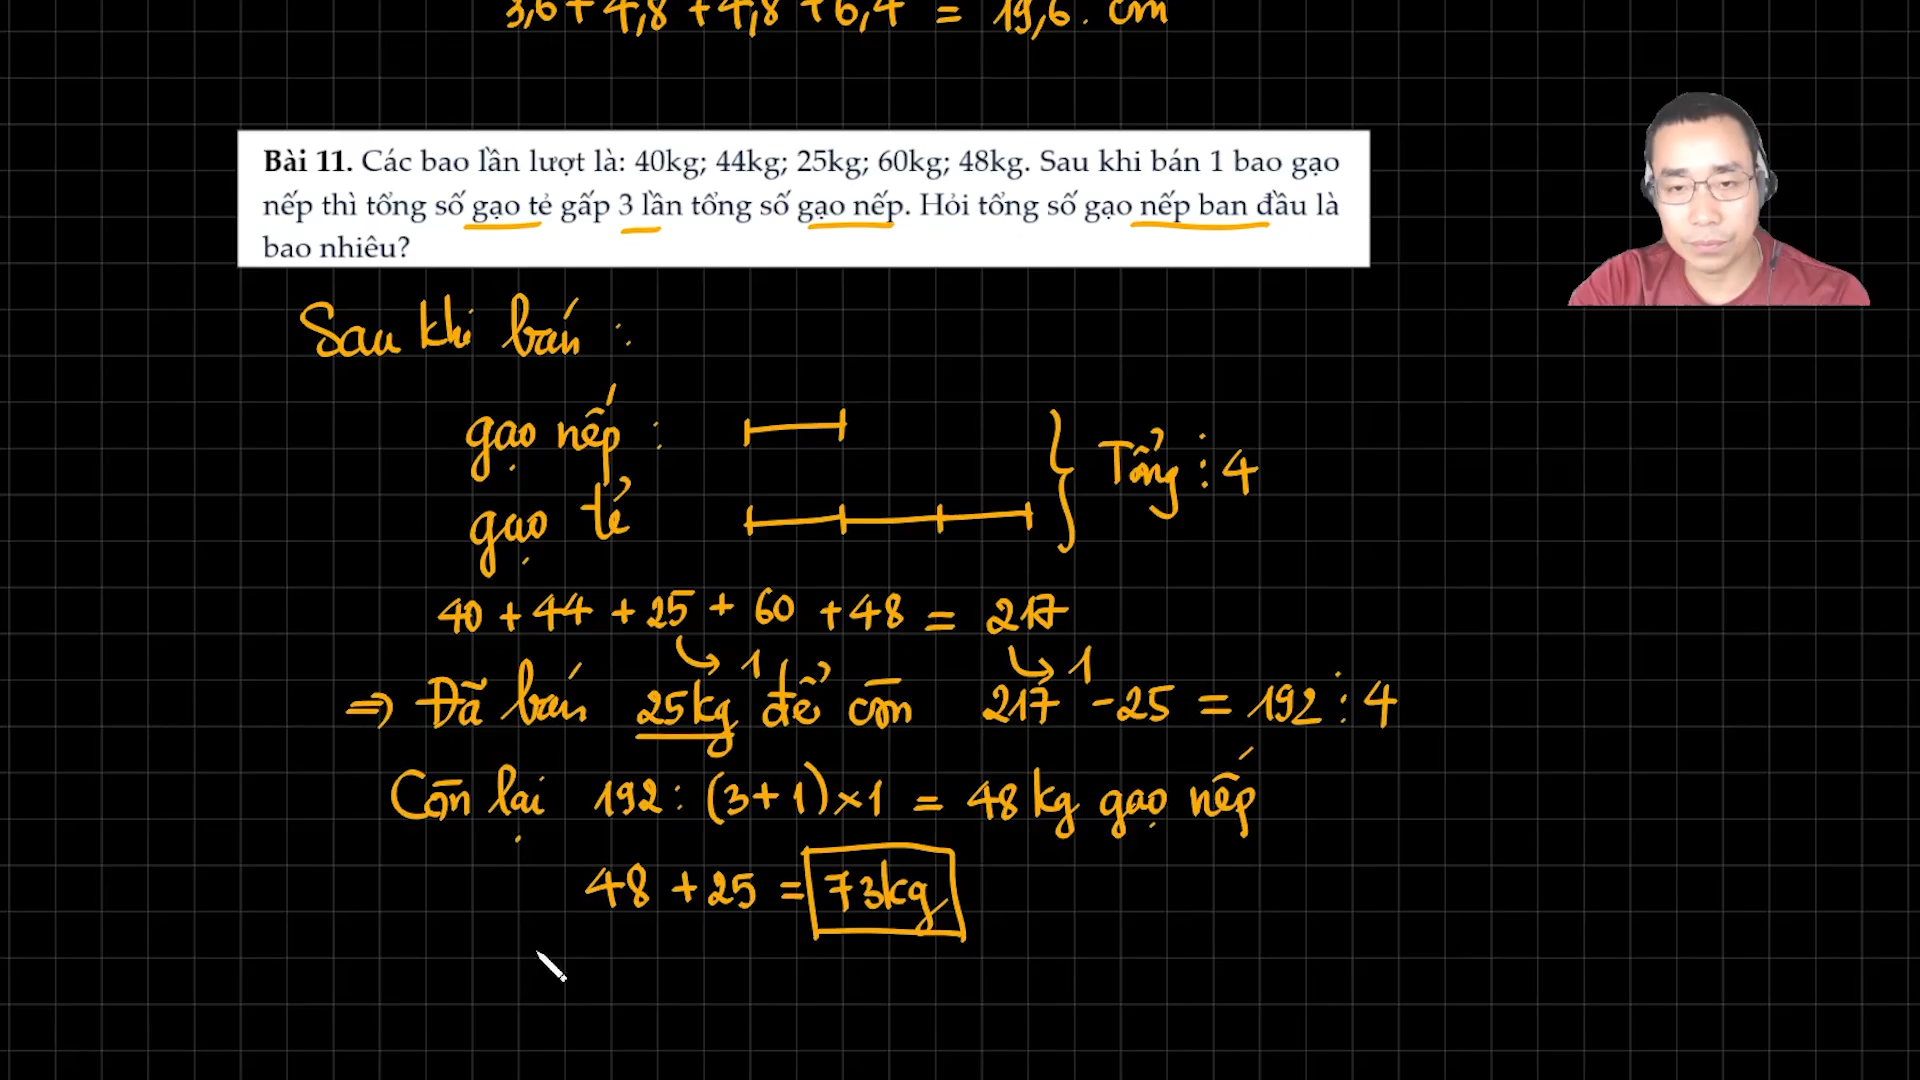 3,6 + 4,8 + 4,8 + 6,4 = 19,6. cm
Bài 11. Các bao lần lượt là: 40kg; 44kg; 25kg; 60kg; 48kg. Sau khi bán 1 bao gạo
nếp thì tổng số gạo tẻ gấp 3 lần tổng số gạo nếp. Hỏi tổng số gạo nếp ban đầu là
bao nhiêu?
Sau khi bán :
gạo nếp :
gạo tẻ
Tổng : 4
40 + 44 + 25 + 60 + 48 = 217
1 1
=> Đã bán 25kg để còn 217 - 25 = 192 ⋮ 4
Còn lại 192 : (3+1) × 1 = 48 kg gạo nếp
48 + 25 = 73kg